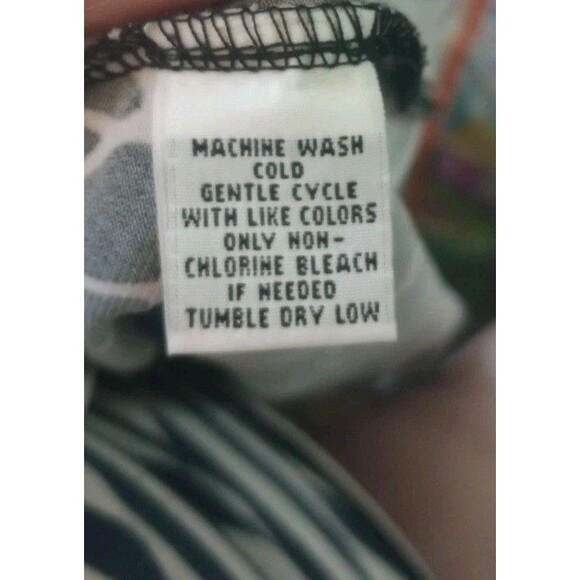 MACHINE WASH
COLD
GENTLE CYCLE
WITH LIKE COLORS
ONLY NON-
CHLORINE BLEACH
IF NEEDED
TUMBLE DRY LOW